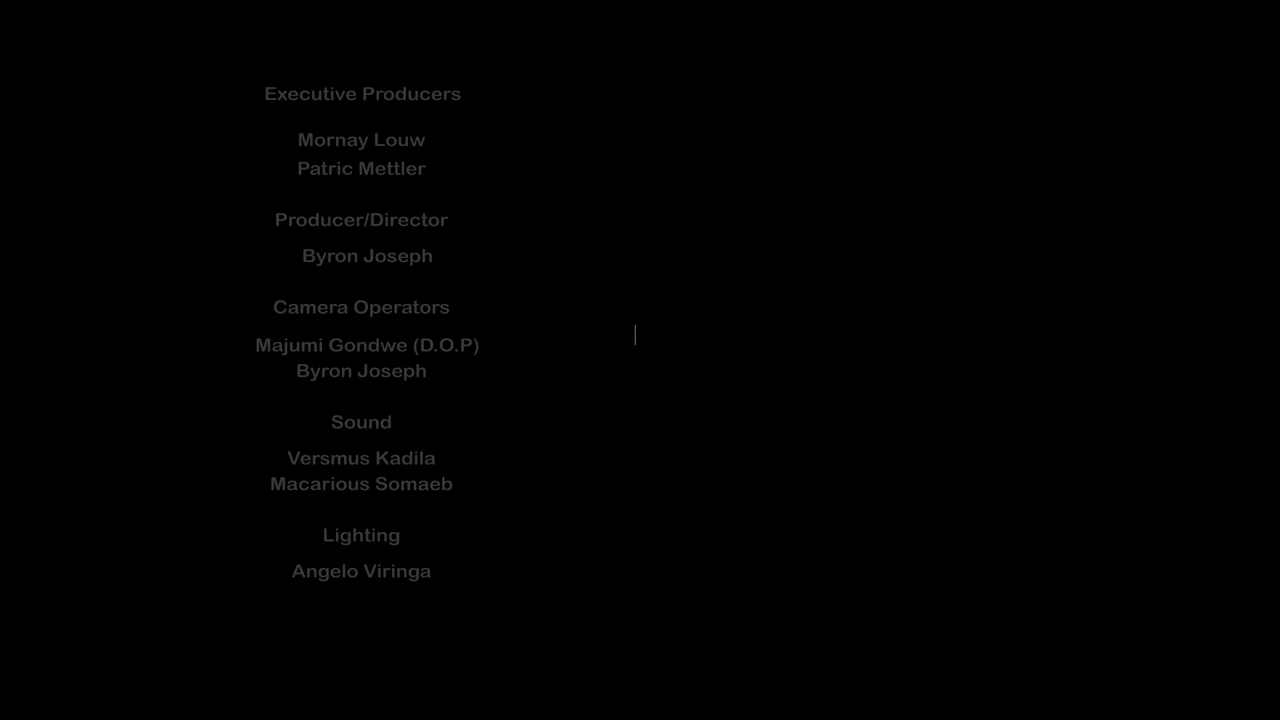 Executive Producers
Mornay Louw
Patric Mettler
Producer/Director
Byron Joseph
Camera Operators
Majumi Gondwe (D.O.P)
Byron Joseph
Sound
Versmus Kadila
Macarious Somaeb
Lighting
Angelo Viringa